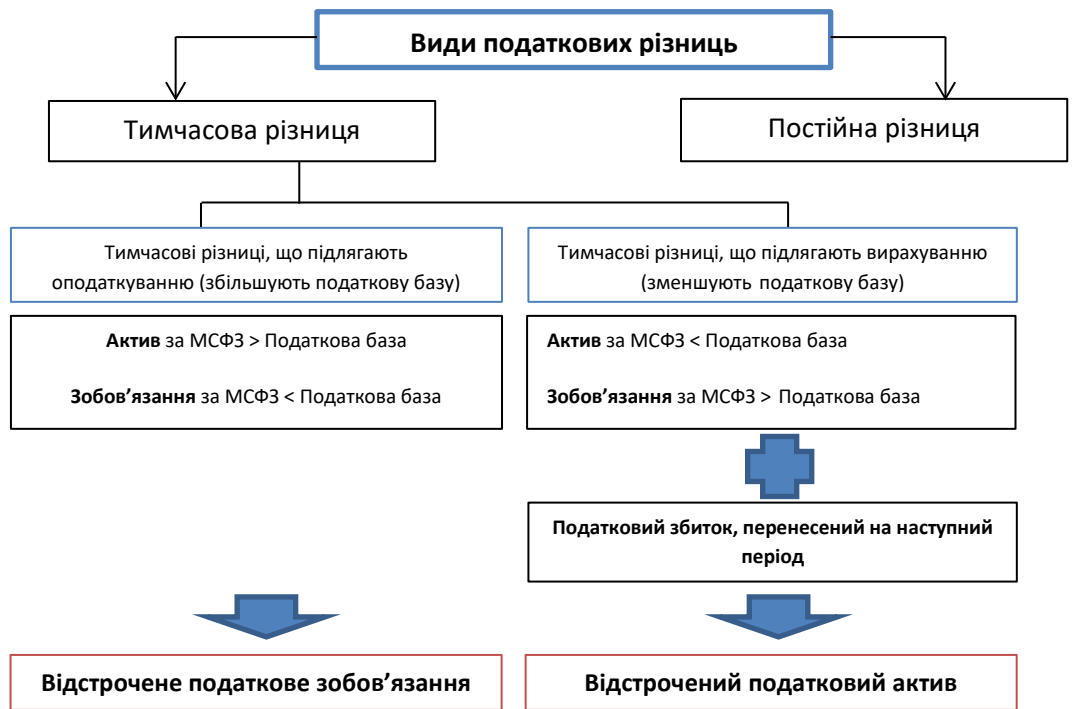 Види податкових різниць
Тимчасова різниця
Постійна різниця
Тимчасові різниці, що підлягають
оподаткуванню (збільшують податкову базу)
Тимчасові різниці, що підлягають вирахуванню
(зменшують податкову базу)
Актив за МСФЗ > Податкова база
Зобов’язання за МСФЗ < Податкова база
Актив за МСФЗ < Податкова база
Зобов’язання за МСФЗ > Податкова база
Податковий збиток, перенесений на наступний
період
Відстрочене податкове зобов’язання
Відстрочений податковий актив